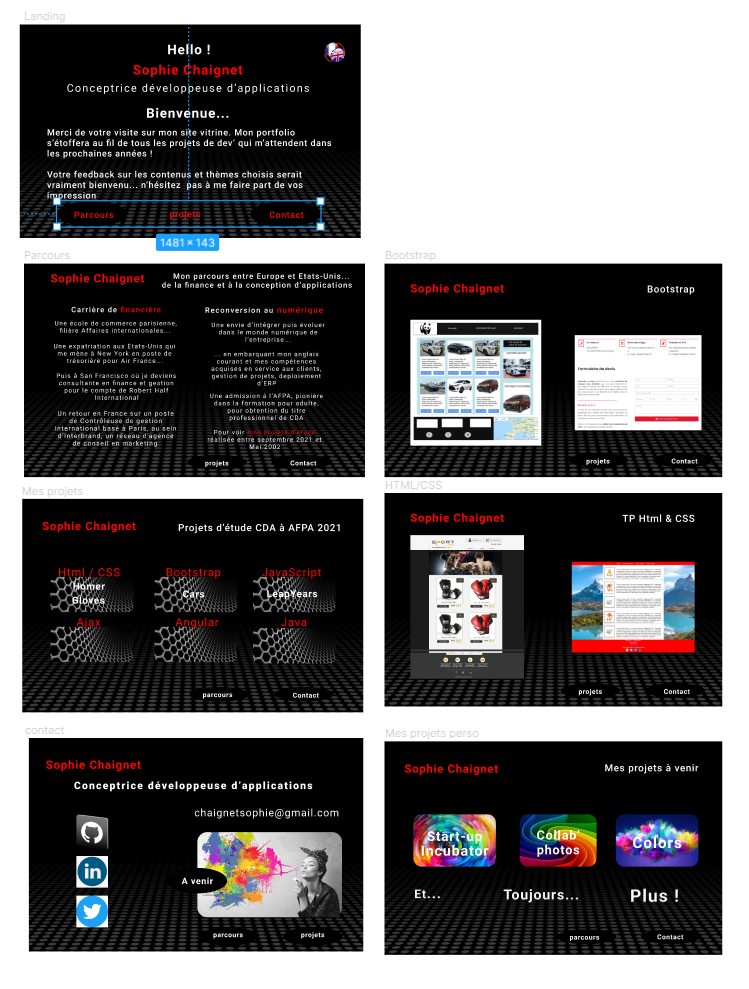 Landing
Hello !
Sophie Chaignet
Conceptrice développeuse d'applications
Bienvenue...
Merci de votre visite sur mon site vitrine. Mon portfolio
s'étoffera au fil de tous les projets de dev' qui m'attendent dans
les prochaines années !
Votre feedback sur les contenus et thèmes choisis serait
vraiment bienvenu... n'hésitez pas à me faire part de vos
impression
Parcours
projets
Contact
1481 × 143
Parcours
Sophie Chaignet
Mon parcours entre Europe et Etats-Unis...
de la finance et à la conception d'applications
Carrière de financière
Une école de commerce parisienne,
filière Affaires internationales...
Une expatriation aux Etats-Unis qui
me mène à New York en poste de
trésorière pour Air France...
Puis à San Francisco où je deviens
consultante en finance et gestion
pour le compte de Robert Half
International
Un retour en France sur un poste
de Contrôleuse de gestion
international basé à Paris, au sein
d'Interbrand, un réseau d'agence
de conseil en marketing
Reconversion au numérique
Une envie d'intégrer puis évoluer
dans le monde numérique de
l'entreprise...
... en embarquant mon anglais
courant et mes compétences
acquises en service aux clients,
gestion de projets, deploiement
d'ERP
Une admission à l'AFPA, pionière
dans la formation pour adulte,
pour obtention du titre
professionnel de CDA
Pour voir mes projets d'étude
réalisée entre septembre 2021 et
Mai 2002
projets
Contact
Bootstrap
Sophie Chaignet
Bootstrap
Formulaire de devis
projets
Contact
Mes projets
Sophie Chaignet
Projets d'étude CDA à AFPA 2021
Html / CSS
Bootstrap
JavaScript
Homer
Gloves
Cars
LeapYears
Ajax
Angular
Java
parcours
Contact
HTML/CSS
Sophie Chaignet
TP Html & CSS
SPORT
projets
Contact
contact
Sophie Chaignet
Conceptrice développeuse d'applications
chaignetsophie@gmail.com
in
A venir
parcours
projets
Mes projets perso
Sophie Chaignet
Mes projets à venir
Start-up
Incubator
Collab'
photos
Colors
Et...
Toujours...
Plus !
parcours
Contact